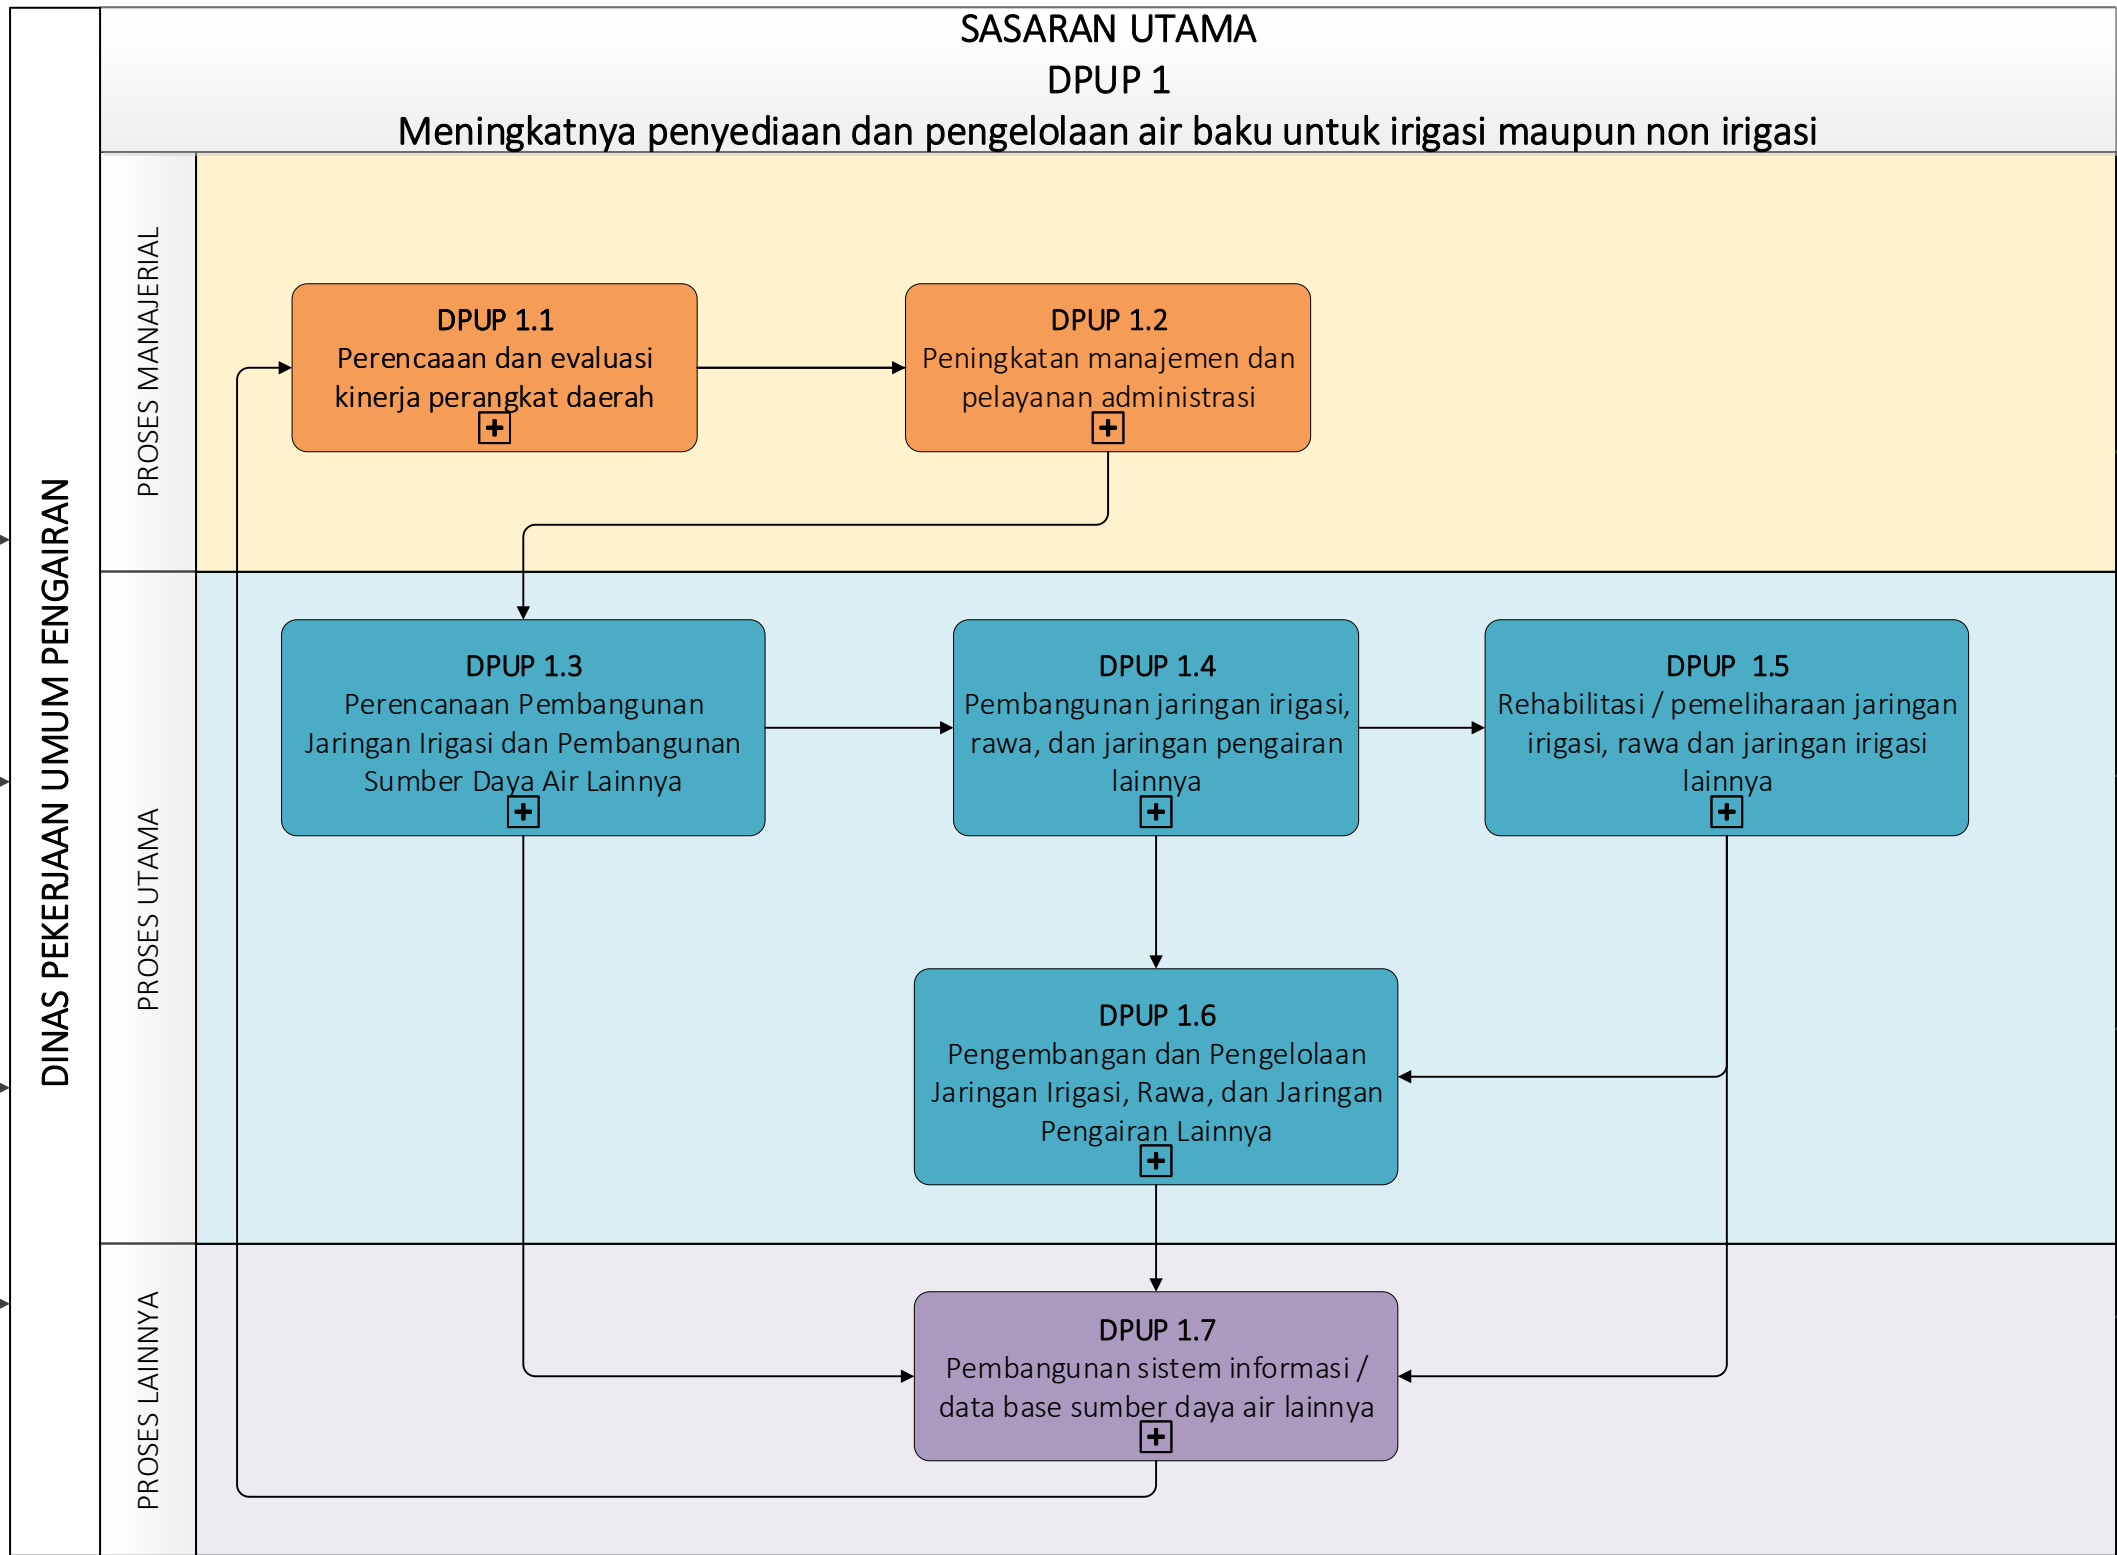 SASARAN UTAMA
DPUP 1
Meningkatnya penyediaan dan pengelolaan air baku untuk irigasi maupun non irigasi
DINAS PEKERJAAN UMUM PENGAIRAN
PROSES MANAJERIAL
DPUP 1.1
Perencaaan dan evaluasi
kinerja perangkat daerah
DPUP 1.2
Peningkatan manajemen dan
pelayanan administrasi
PROSES UTAMA
DPUP 1.3
Perencanaan Pembangunan
Jaringan Irigasi dan Pembangunan
Sumber Daya Air Lainnya
DPUP 1.4
Pembangunan jaringan irigasi,
rawa, dan jaringan pengairan
lainnya
DPUP 1.5
Rehabilitasi / pemeliharaan jaringan
irigasi, rawa dan jaringan irigasi
lainnya
DPUP 1.6
Pengembangan dan Pengelolaan
Jaringan Irigasi, Rawa, dan Jaringan
Pengairan Lainnya
PROSES LAINNYA
DPUP 1.7
Pembangunan sistem informasi /
data base sumber daya air lainnya